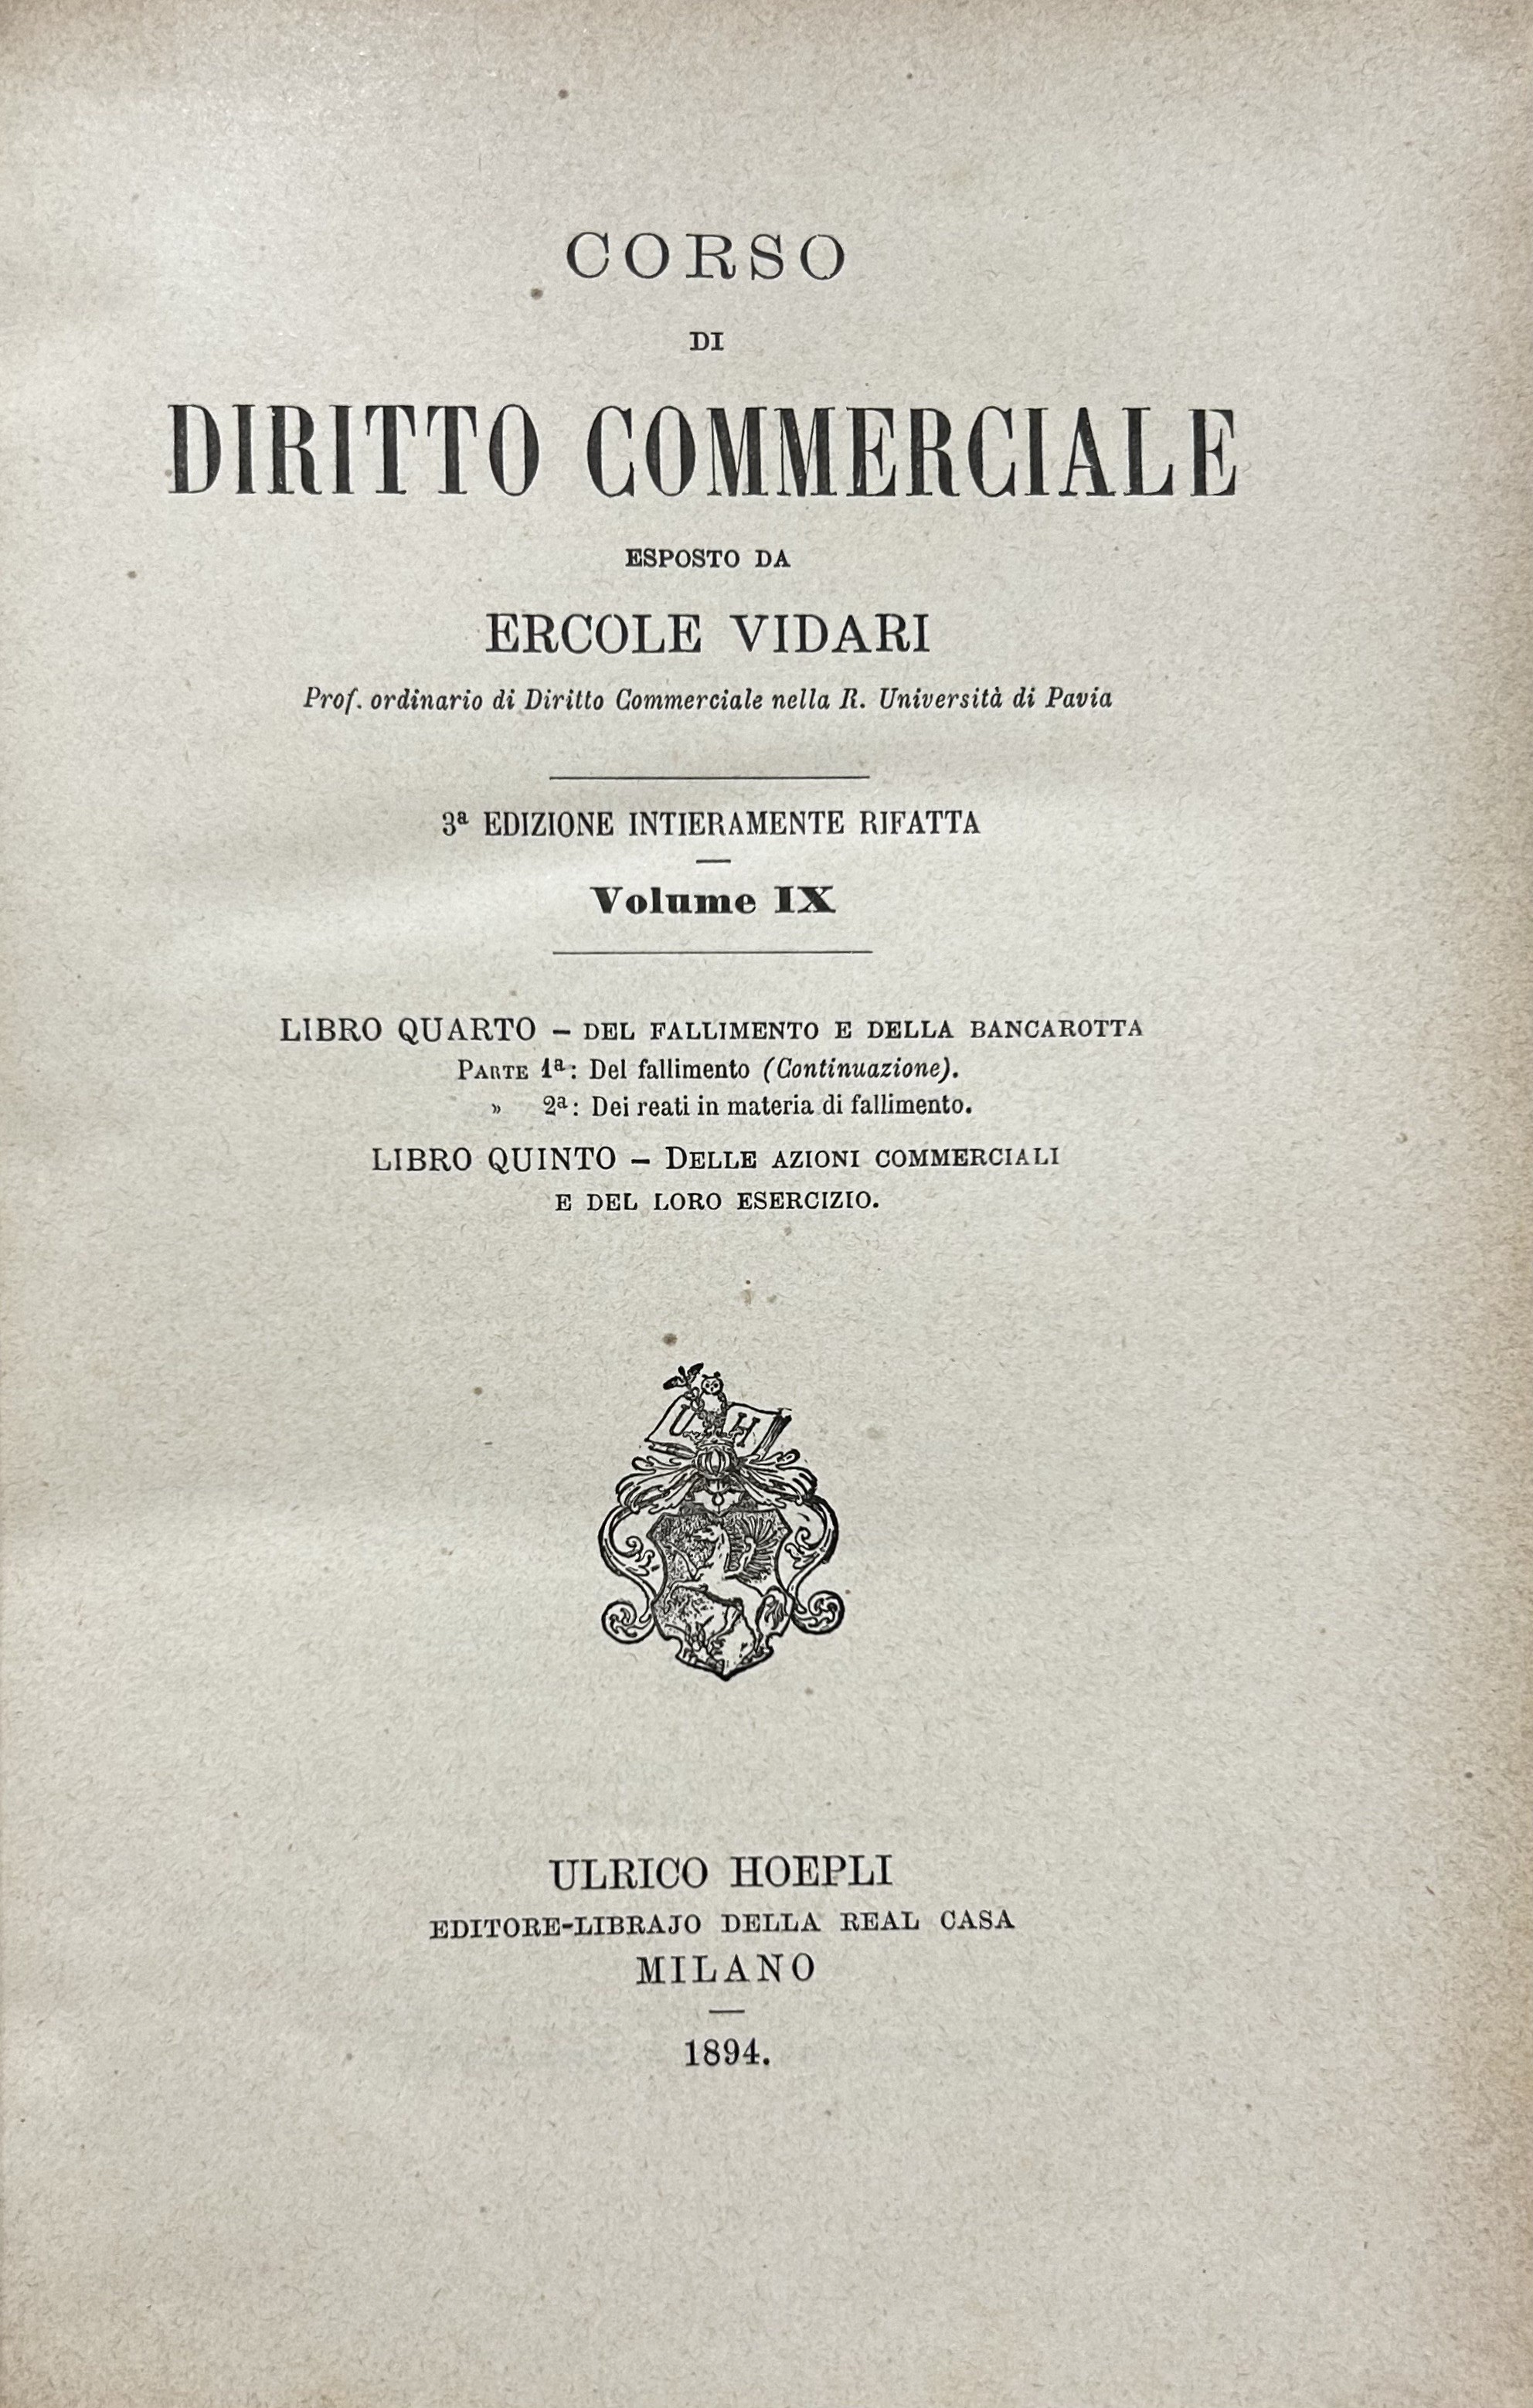 CORSO
DI
DIRITTO COMMERCIALE
ESPOSTO DA
ERCOLE VIDARI
Prof. ordinario di Diritto Commerciale nella R. Università di Pavia
3ª EDIZIONE INTIERAMENTE RIFATTA
Volume IX
LIBRO QUARTO – DEL FALLIMENTO E DELLA BANCAROTTA
PARTE 1ª: Del fallimento (Continuazione).
» 2ª: Dei reati in materia di fallimento.
LIBRO QUINTO – DELLE AZIONI COMMERCIALI
E DEL LORO ESERCIZIO.
U H
ULRICO HOEPLI
EDITORE-LIBRAJO DELLA REAL CASA
MILANO
1894.